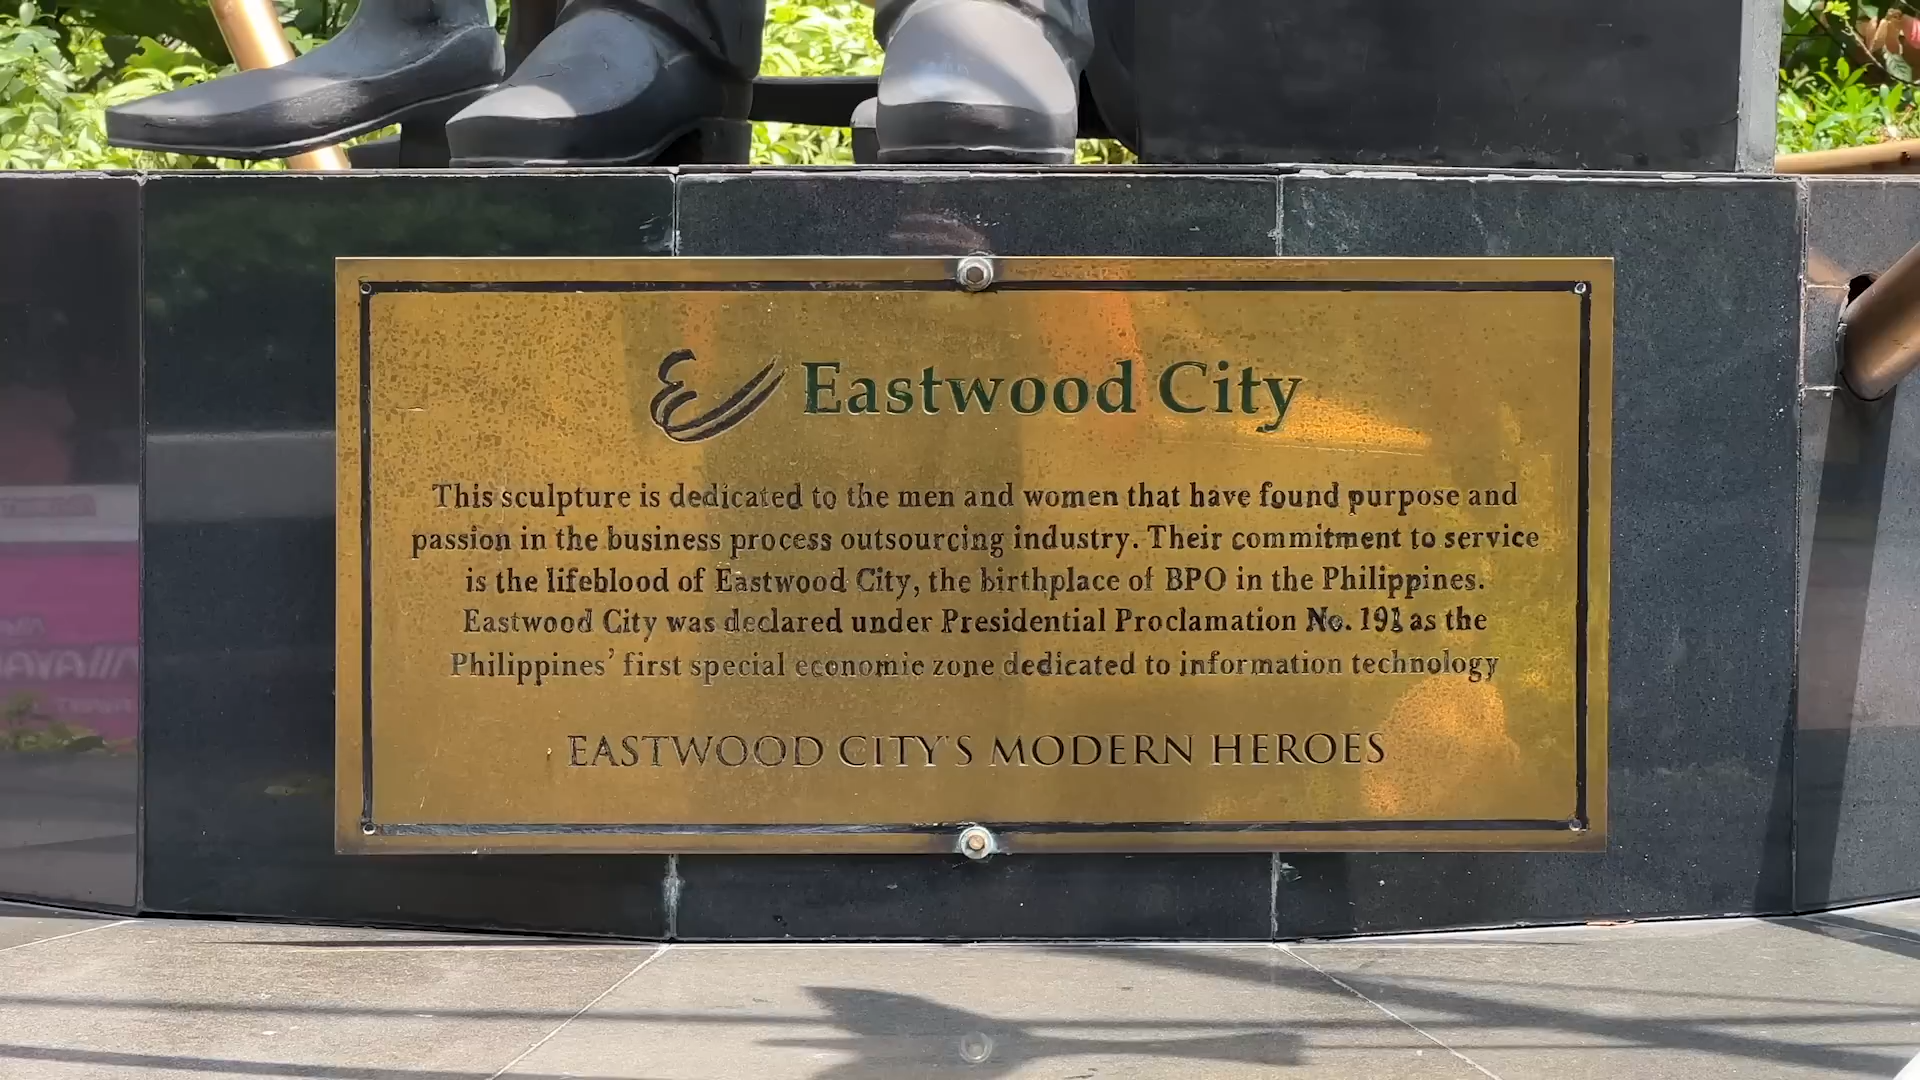 Eastwood City
This sculpture is dedicated to the men and women that have found purpose and
passion in the business process outsourcing industry. Their commitment to service
is the lifeblood of Eastwood City, the birthplace of BPO in the Philippines.
Eastwood City was declared under Presidential Proclamation No. 191 as the
Philippines’ first special economic zone dedicated to information technology
EASTWOOD CITY'S MODERN HEROES